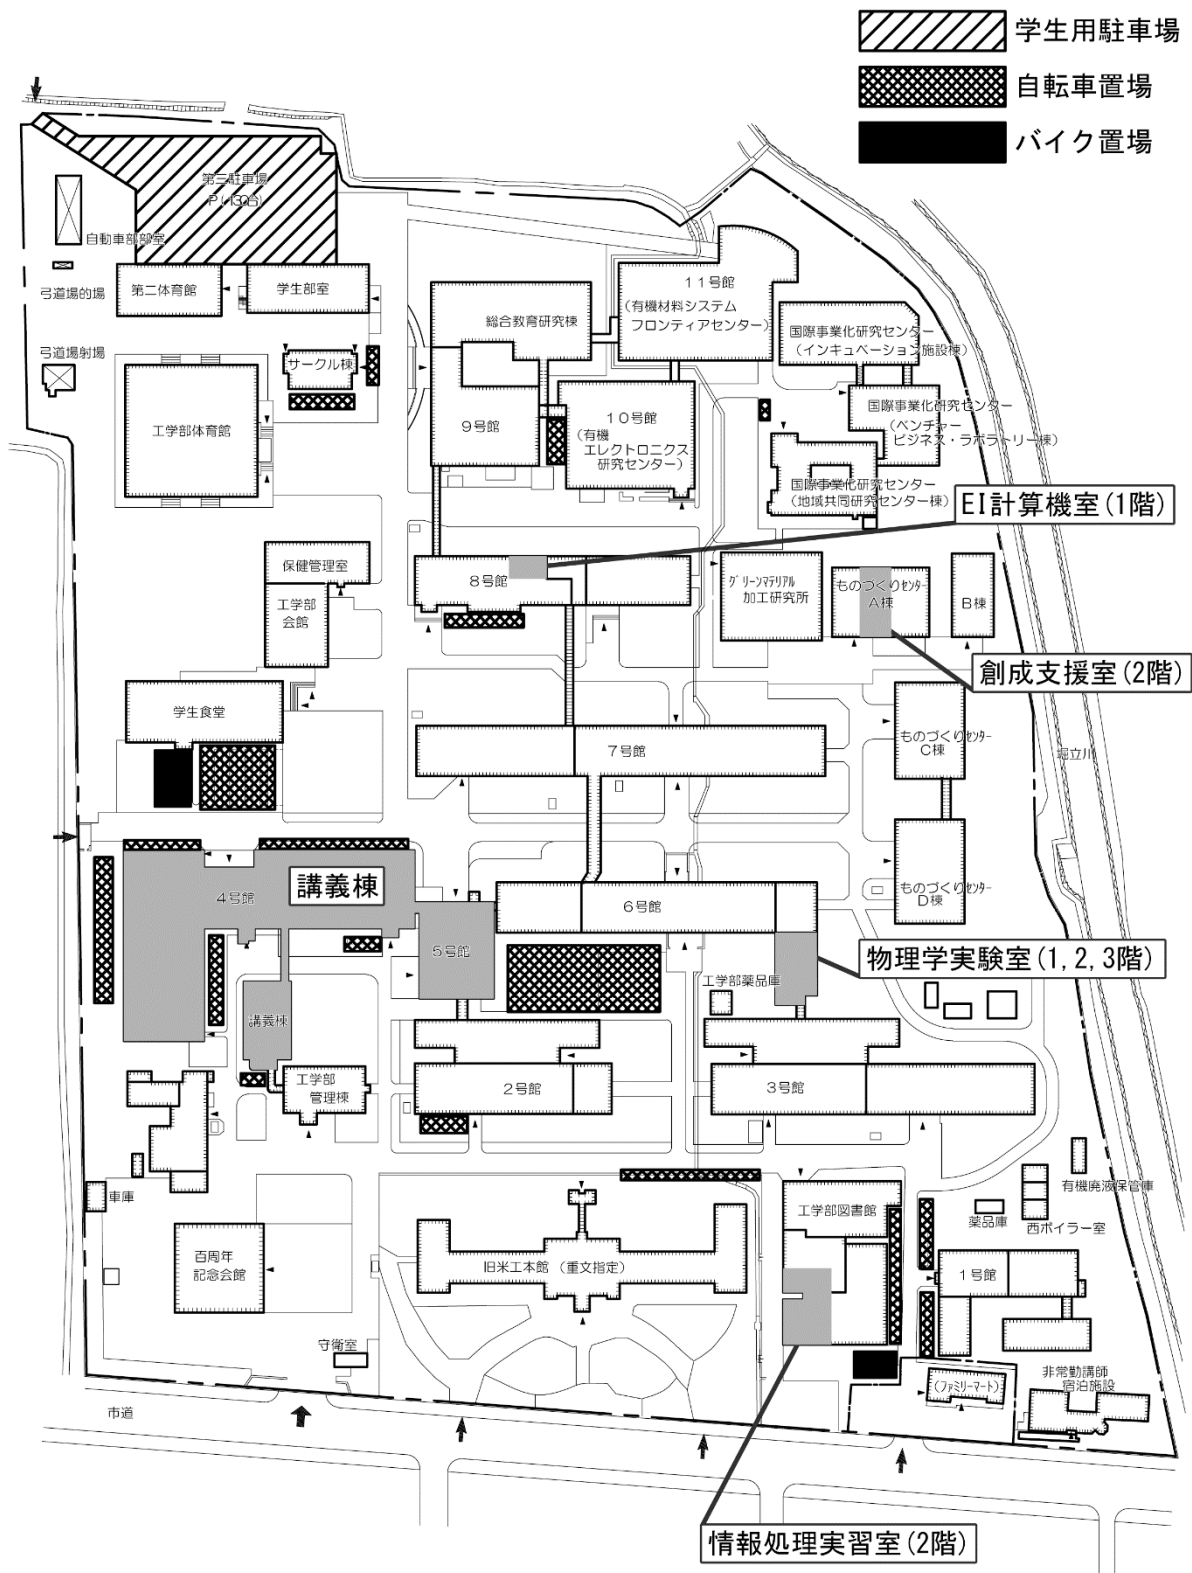 学生用駐車場
自転車置場
バイク置場
第三駐車場
P(130台)
自動車部部室
弓道場的場
第二体育館
学生部室
弓道場射場
サークル棟
工学部体育館
総合教育研究棟
11号館
(有機材料システム
フロンティアセンター)
国際事業化研究センター
(インキュベーション施設棟)
9号館
10号館
(有機
エレクトロニクス
研究センター)
国際事業化研究センター
(ベンチャー
ビジネス・ラボラトリー棟)
国際事業化研究センター
(地域共同研究センター棟)
EI計算機室(1階)
保健管理室
工学部
会館
8号館
グリーンマテリアル
加工研究所
ものづくりセンター
A棟
B棟
創成支援室(2階)
学生食堂
7号館
ものづくりセンター
C棟
堀立川
4号館
講義棟
5号館
6号館
ものづくりセンター
D棟
物理学実験室(1,2,3階)
工学部薬品庫
講義棟
工学部
管理棟
2号館
3号館
車庫
百周年
記念会館
旧米工本館 (重文指定)
工学部図書館
有機廃液保管庫
薬品庫
西ボイラー室
1号館
守衛室
(ファミリーマート)
非常勤講師
宿泊施設
市道
情報処理実習室(2階)